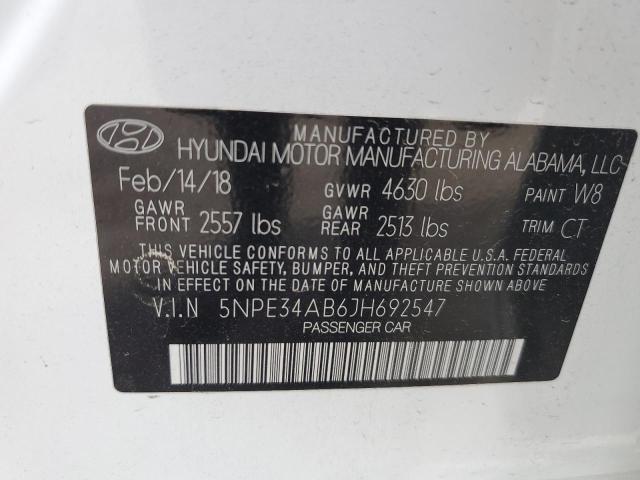 MANUFACTURED BY
HYUNDAI MOTOR MANUFACTURING ALABAMA, LLC
Feb/14/18 GVWR 4630 lbs PAINT W8
GAWR FRONT 2557 lbs GAWR REAR 2513 lbs TRIM CT
THIS VEHICLE CONFORMS TO ALL APPLICABLE U.S.A. FEDERAL
MOTOR VEHICLE SAFETY, BUMPER, AND THEFT PREVENTION STANDARDS
IN EFFECT ON THE DATE OF MANUFACTURE SHOWN ABOVE.
V.I.N 5NPE34AB6JH692547
PASSENGER CAR